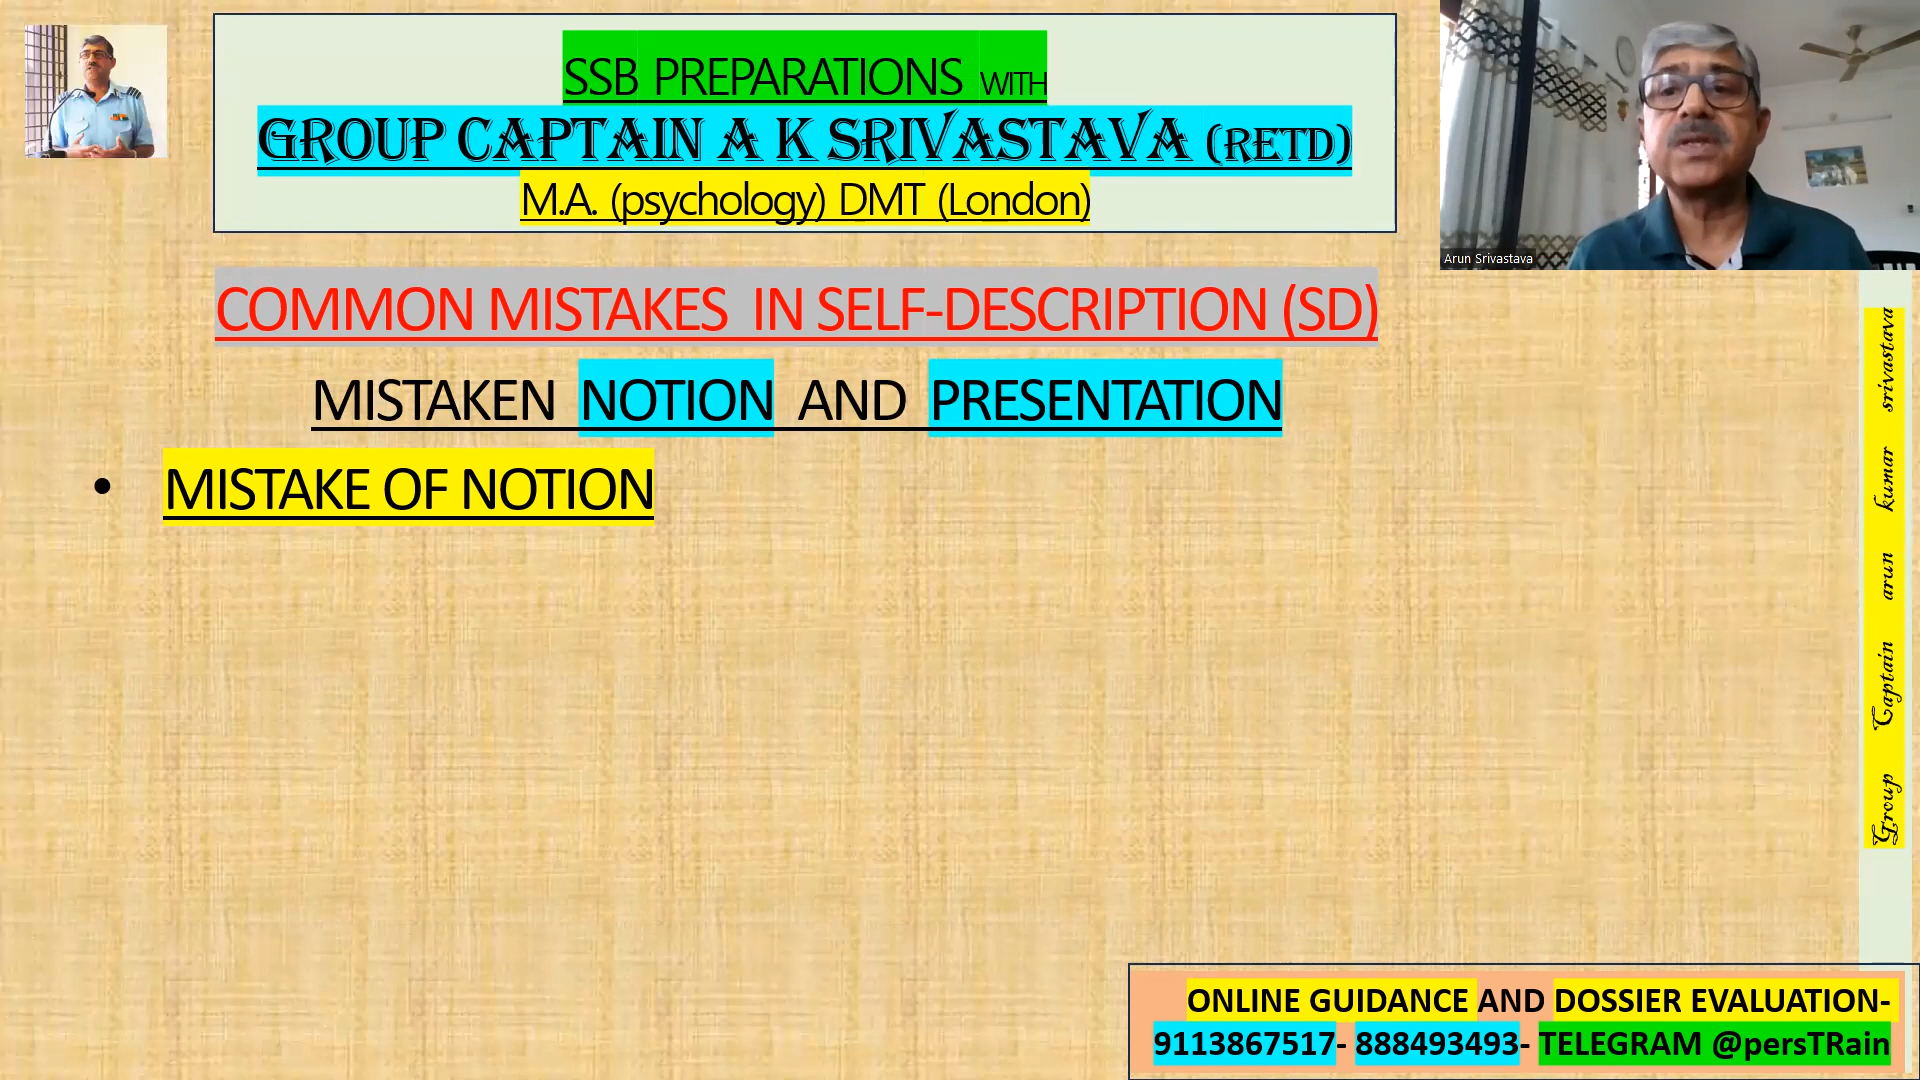 SSB PREPARATIONS WITH
GROUP CAPTAIN A K SRIVASTAVA (RETD)
M.A. (psychology) DMT (London)
Arun Srivastava
COMMON MISTAKES IN SELF-DESCRIPTION (SD)
MISTAKEN NOTION AND PRESENTATION
• MISTAKE OF NOTION
Group Captain arun kumar srivastava
ONLINE GUIDANCE AND DOSSIER EVALUATION-
9113867517- 888493493- TELEGRAM @persTRain